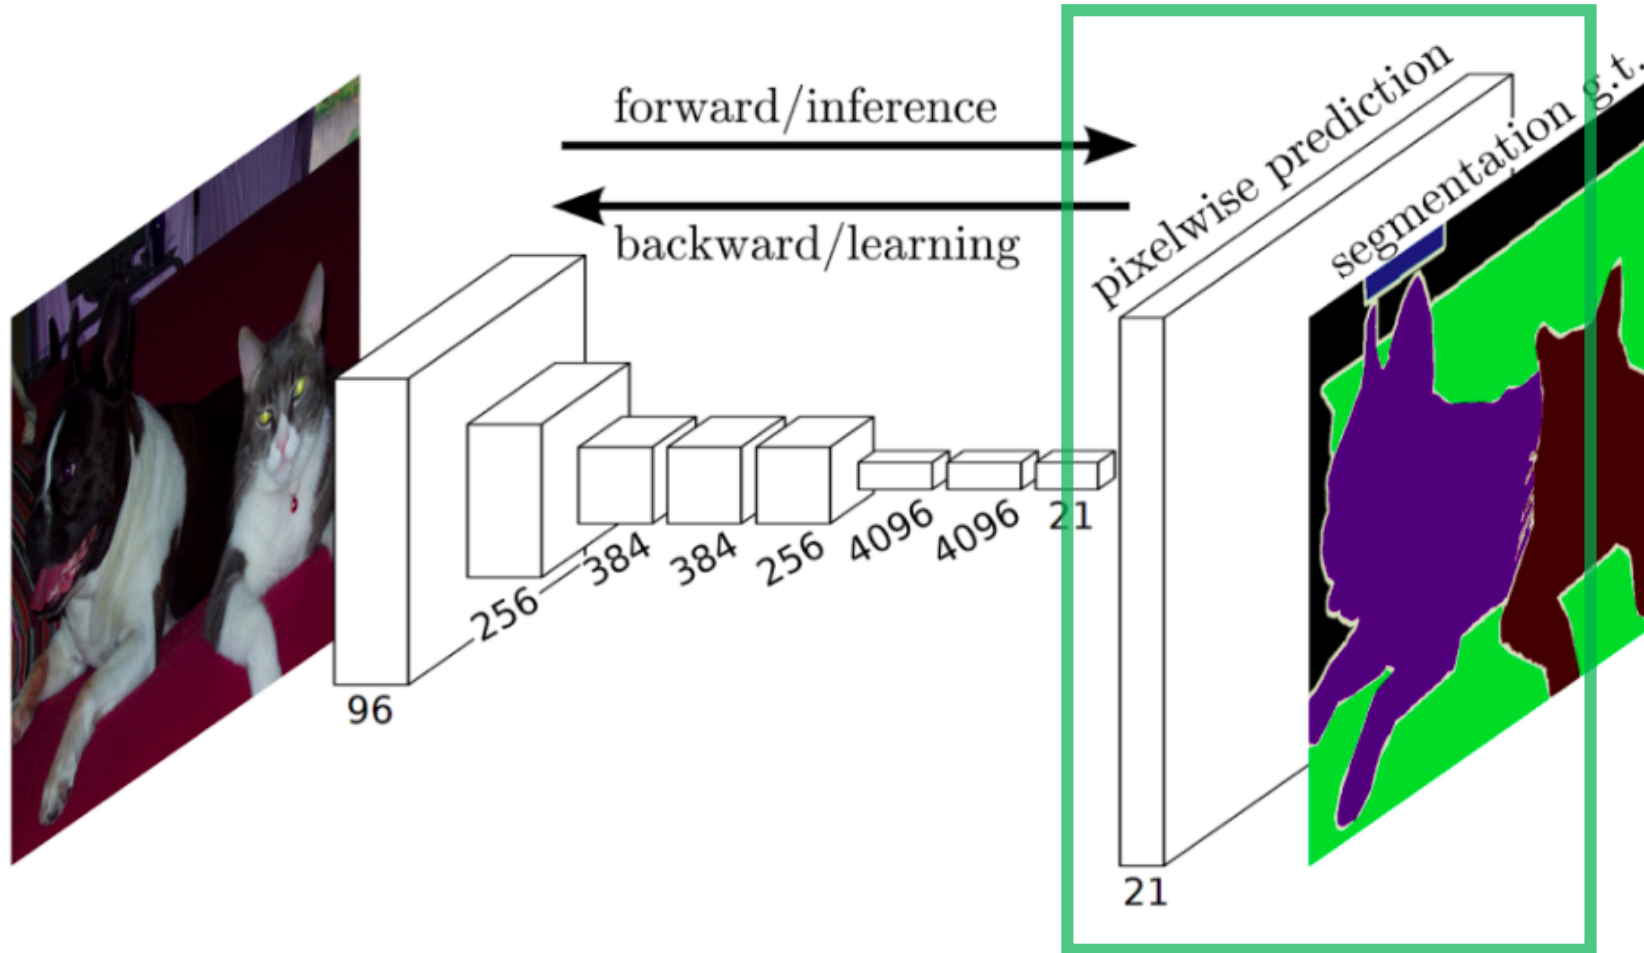 forward/inference
backward/learning
pixelwise prediction
segmentation g.t.
96
256
384
384
256
4096
4096
21
21